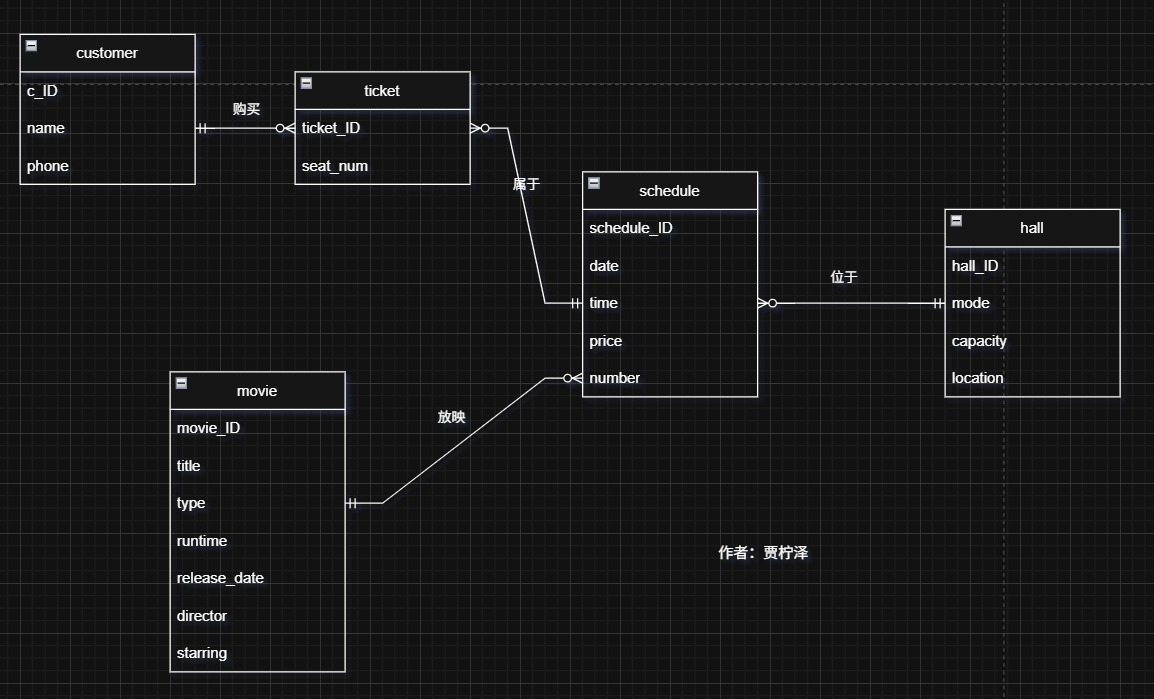 customer
c_ID
name
phone
购买
ticket
ticket_ID
seat_num
属于
schedule
schedule_ID
date
time
price
number
位于
hall
hall_ID
mode
capacity
location
放映
movie
movie_ID
title
type
runtime
release_date
director
starring
作者：贾柠泽